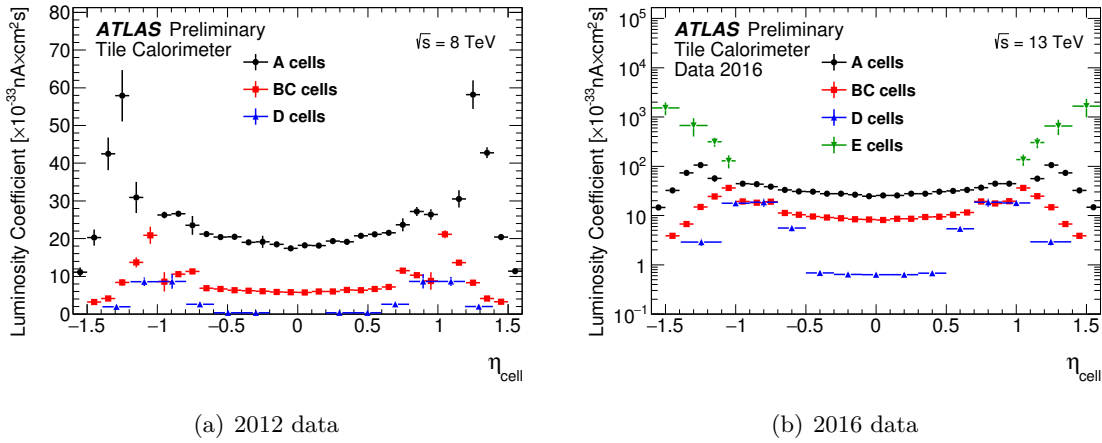 ATLAS Preliminary
Tile Calorimeter
√s = 8 TeV
A cells
BC cells
D cells
Luminosity Coefficient [×10⁻³³nA×cm²s]
80
70
60
50
40
30
20
10
0
−1.5 −1 −0.5 0 0.5 1 1.5
η_cell
(a) 2012 data
ATLAS Preliminary
Tile Calorimeter
Data 2016
√s = 13 TeV
A cells
BC cells
D cells
E cells
Luminosity Coefficient [×10⁻³³nA×cm²s]
10⁵
10⁴
10³
10²
10
1
10⁻¹
−1.5 −1 −0.5 0 0.5 1 1.5
η_cell
(b) 2016 data